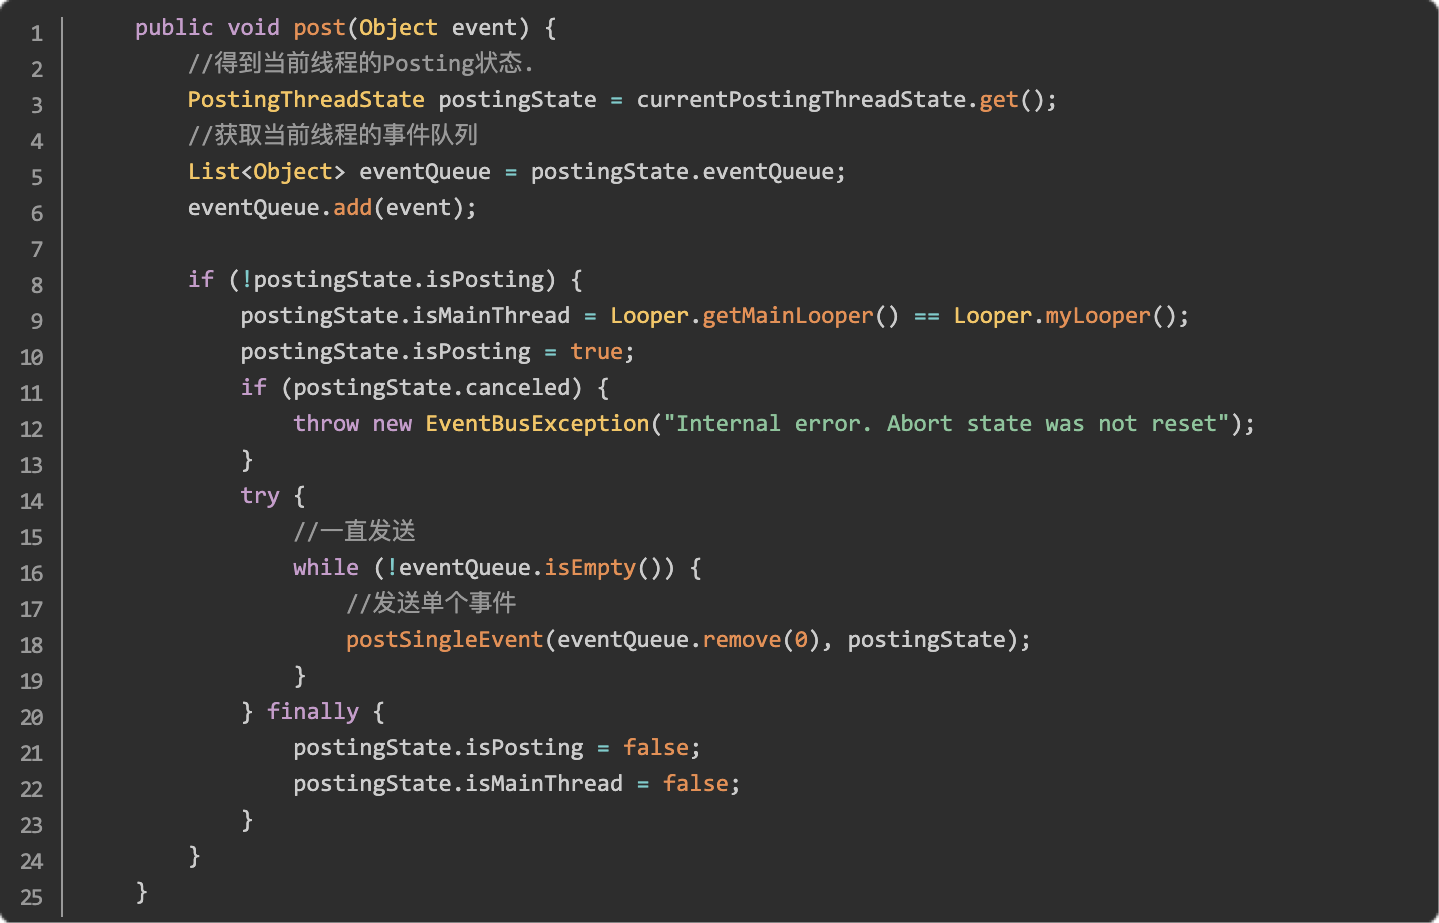 1 public void post(Object event) {
2 //得到当前线程的Posting状态.
3 PostingThreadState postingState = currentPostingThreadState.get();
4 //获取当前线程的事件队列
5 List<Object> eventQueue = postingState.eventQueue;
6 eventQueue.add(event);
7
8 if (!postingState.isPosting) {
9 postingState.isMainThread = Looper.getMainLooper() == Looper.myLooper();
10 postingState.isPosting = true;
11 if (postingState.canceled) {
12 throw new EventBusException("Internal error. Abort state was not reset");
13 }
14 try {
15 //一直发送
16 while (!eventQueue.isEmpty()) {
17 //发送单个事件
18 postSingleEvent(eventQueue.remove(0), postingState);
19 }
20 } finally {
21 postingState.isPosting = false;
22 postingState.isMainThread = false;
23 }
24 }
25 }